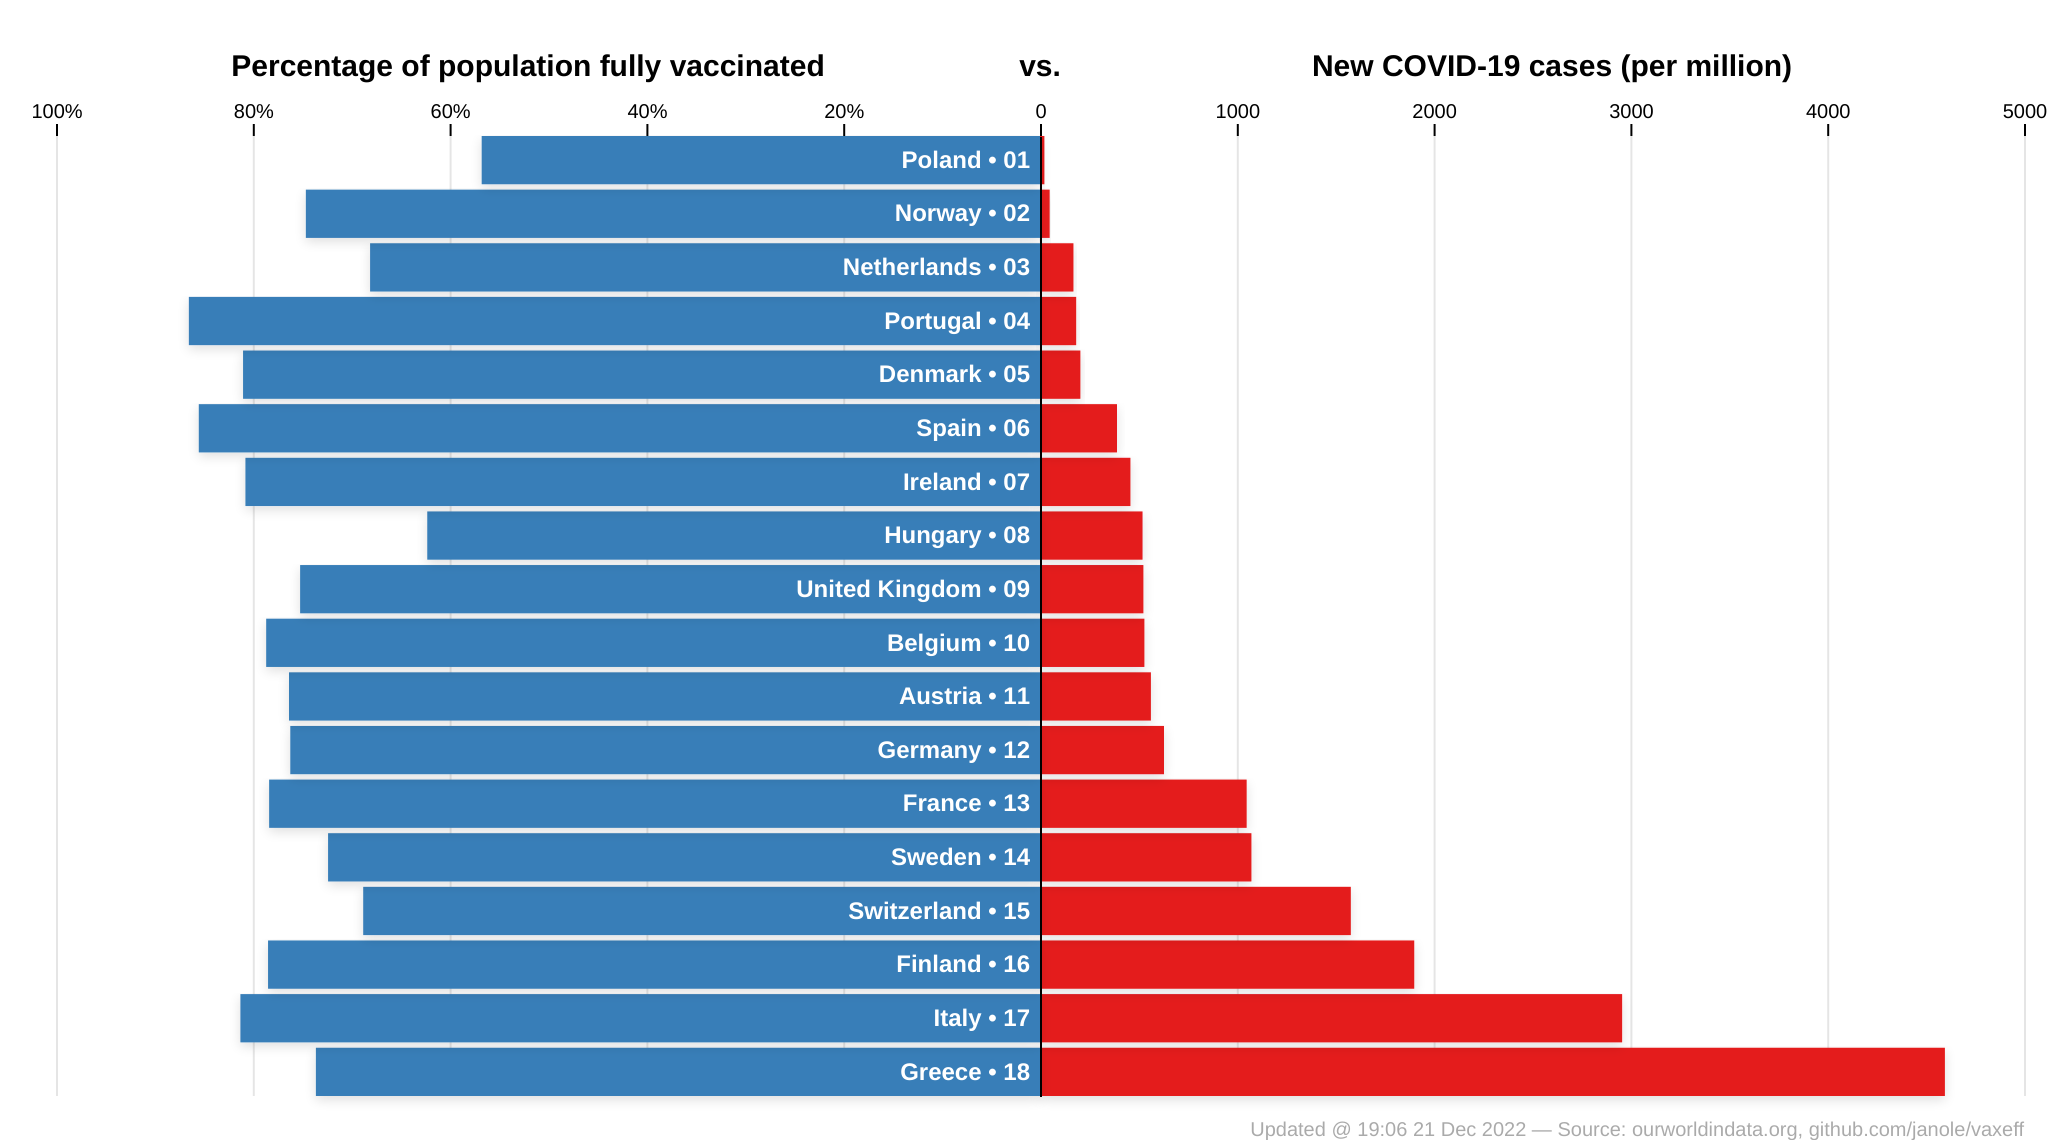 Percentage of population fully vaccinated vs. New COVID-19 cases (per million)
100% 80% 60% 40% 20% 0 1000 2000 3000 4000 5000
Poland • 01
Norway • 02
Netherlands • 03
Portugal • 04
Denmark • 05
Spain • 06
Ireland • 07
Hungary • 08
United Kingdom • 09
Belgium • 10
Austria • 11
Germany • 12
France • 13
Sweden • 14
Switzerland • 15
Finland • 16
Italy • 17
Greece • 18
Updated @ 19:06 21 Dec 2022 — Source: ourworldindata.org, github.com/janole/vaxeff